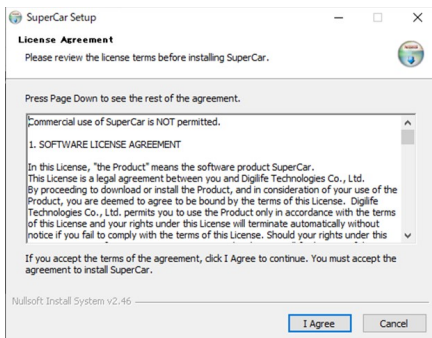 SuperCar Setup
License Agreement
Please review the license terms before installing SuperCar.
Press Page Down to see the rest of the agreement.
Commercial use of SuperCar is NOT permitted.
1. SOFTWARE LICENSE AGREEMENT
In this License, "the Product" means the software product SuperCar.
This License is a legal agreement between you and Digilife Technologies Co., Ltd.
By proceeding to download or install the Product, and in consideration of your use of the
Product, you are deemed to agree to be bound by the terms of this License. Digilife
Technologies Co., Ltd. permits you to use the Product only in accordance with the terms
of this License and your rights under this License will terminate automatically without
notice if you fail to comply with the terms of this License. Should your rights under this
If you accept the terms of the agreement, click I Agree to continue. You must accept the
agreement to install SuperCar.
Nullsoft Install System v2.46
I Agree
Cancel